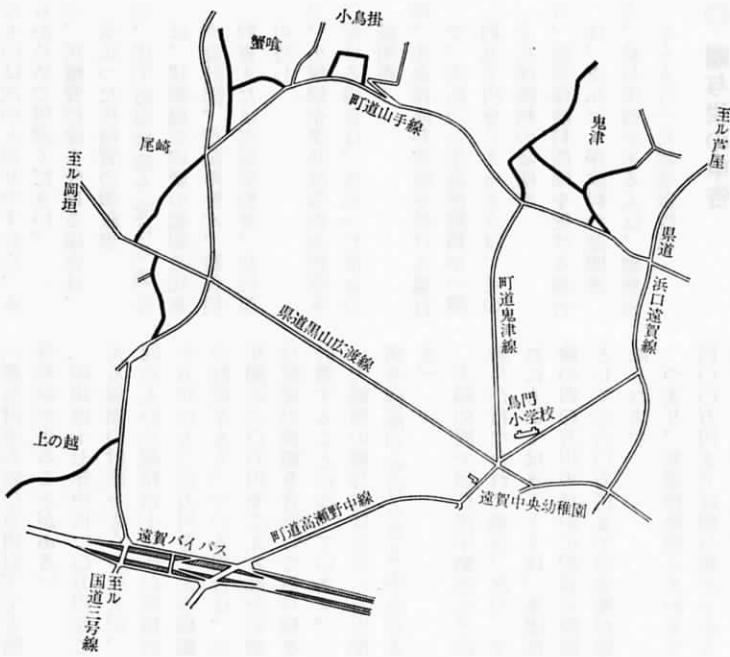 小鳥掛
蟹喰
町道山手線
鬼津
至ル芦屋
尾崎
至ル岡垣
県道
浜口遠賀線
町道鬼津線
県道黒山広渡線
島門
小学校
上の越
遠賀中央幼稚園
町道高瀬野中線
遠賀バイパス
至ル
国道三号線